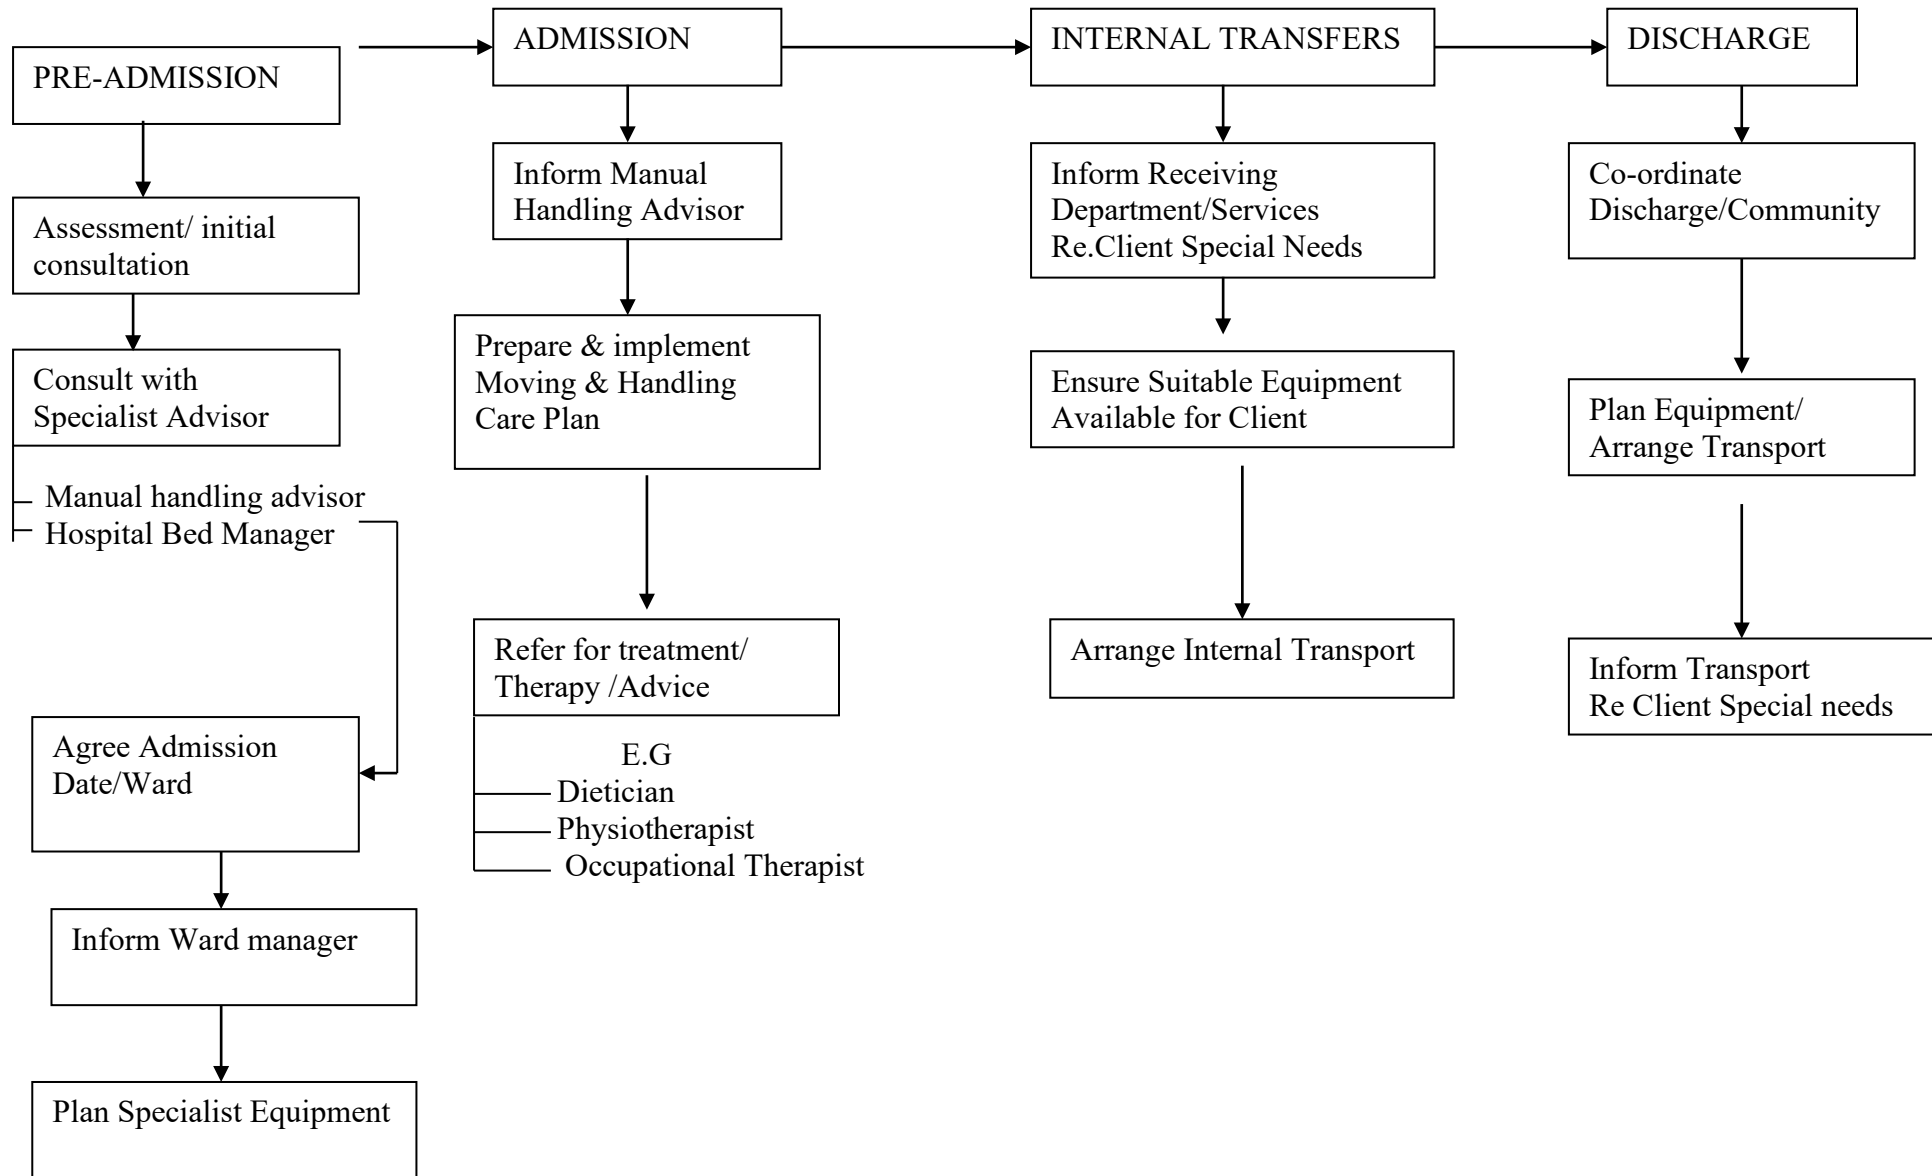 PRE-ADMISSION
Assessment/ initial
consultation
Consult with
Specialist Advisor
Manual handling advisor
Hospital Bed Manager
Agree Admission
Date/Ward
Inform Ward manager
Plan Specialist Equipment
ADMISSION
Inform Manual
Handling Advisor
Prepare & implement
Moving & Handling
Care Plan
Refer for treatment/
Therapy /Advice
E.G
Dietician
Physiotherapist
Occupational Therapist
INTERNAL TRANSFERS
Inform Receiving
Department/Services
Re.Client Special Needs
Ensure Suitable Equipment
Available for Client
Arrange Internal Transport
DISCHARGE
Co-ordinate
Discharge/Community
Plan Equipment/
Arrange Transport
Inform Transport
Re Client Special needs